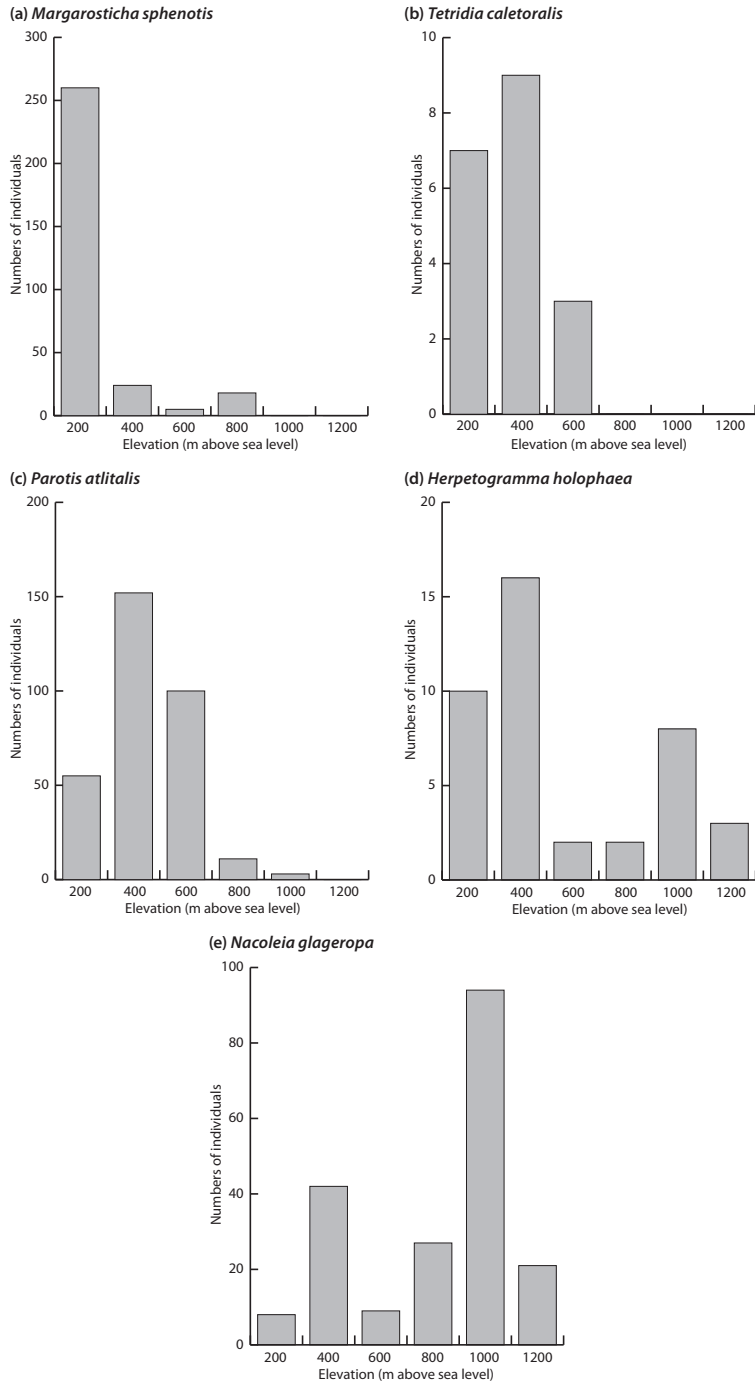 (a) Margarosticha sphenotis
300
250
200
150
100
50
0
Numbers of individuals
200 400 600 800 1000 1200
Elevation (m above sea level)
(b) Tetridia caletoralis
10
8
6
4
2
0
Numbers of individuals
200 400 600 800 1000 1200
Elevation (m above sea level)
(c) Parotis atlitalis
200
150
100
50
0
Numbers of individuals
200 400 600 800 1000 1200
Elevation (m above sea level)
(d) Herpetogramma holophaea
20
15
10
5
0
Numbers of individuals
200 400 600 800 1000 1200
Elevation (m above sea level)
(e) Nacoleia glageropa
100
80
60
40
20
0
Numbers of individuals
200 400 600 800 1000 1200
Elevation (m above sea level)